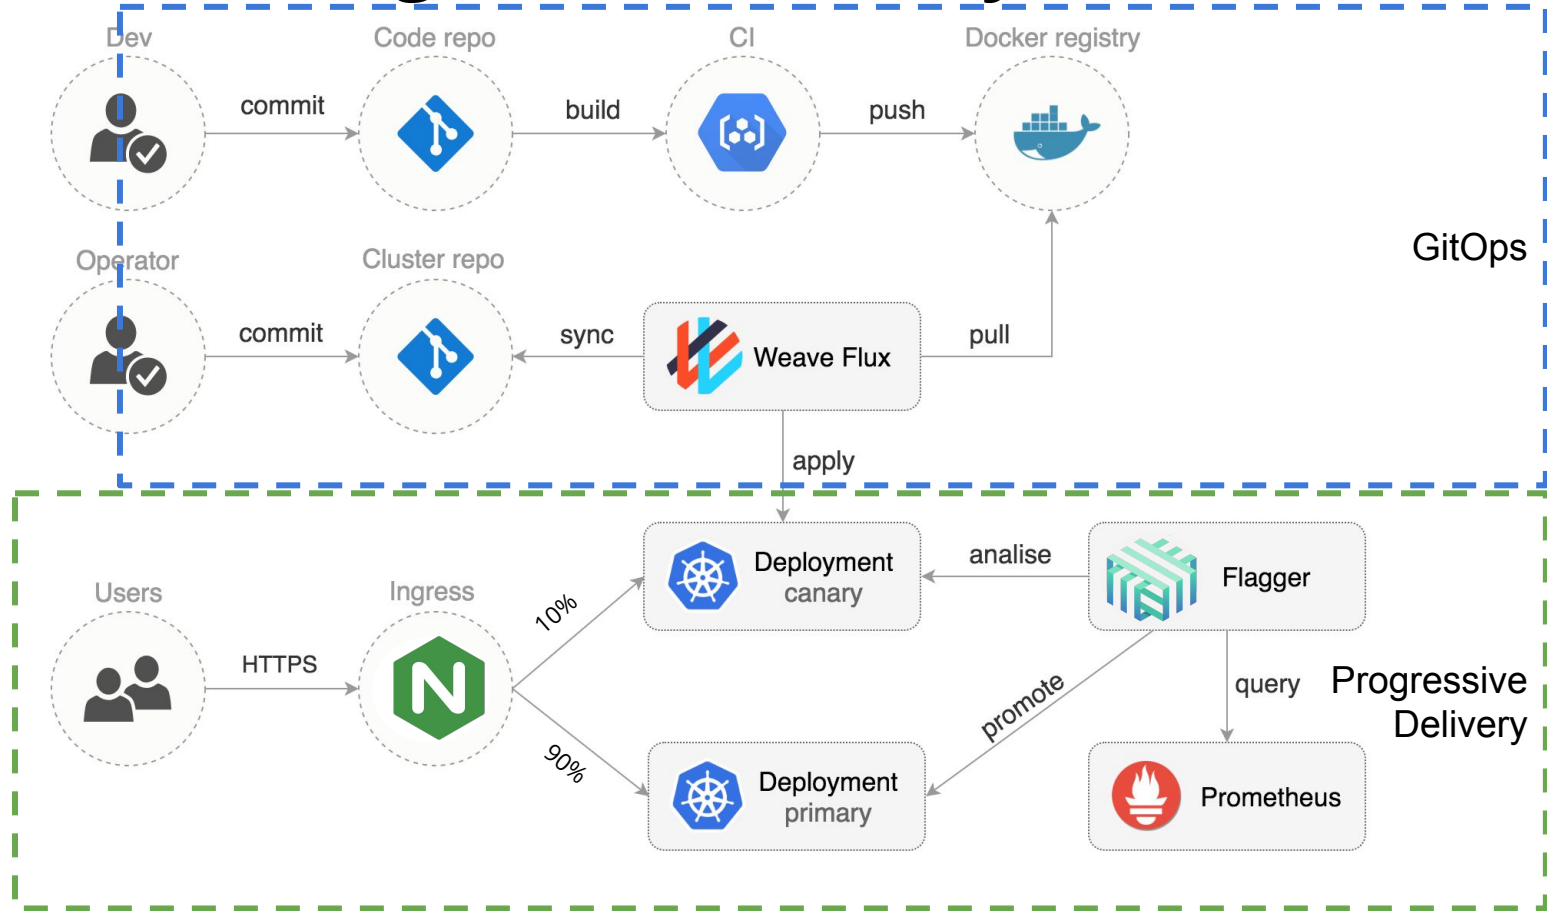 Dev
Code repo
CI
Docker registry
commit
build
push
GitOps
Operator
Cluster repo
commit
sync
Weave Flux
pull
apply
Users
Ingress
HTTPS
10%
90%
Deployment
canary
analise
Flagger
promote
query
Progressive
Delivery
Deployment
primary
Prometheus